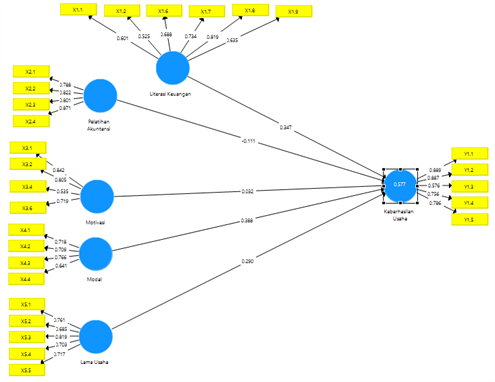 X1.1 X1.2 X1.6 X1.7 X1.8 X1.9
0.601 0.525 0.688 0.734 0.819 0.635
Literasi Keuangan
X2.1
X2.2
X2.3
X2.4
0.788
0.822
0.801
0.871
Pelatihan
Akuntansi
X3.1
X3.2
X3.4
X3.6
0.842
0.805
0.535
0.719
Motivasi
X4.1
X4.2
X4.3
X4.4
0.718
0.709
0.766
0.641
Modal
X5.1
X5.2
X5.3
X5.4
X5.5
0.761
0.685
0.819
0.703
0.717
Lama Usaha
0.347
-0.111
0.032
0.388
0.290
0.577
Keberhasilan
Usaha
Y1.1
Y1.2
Y1.3
Y1.4
Y1.5
0.889
0.887
0.576
0.756
0.786